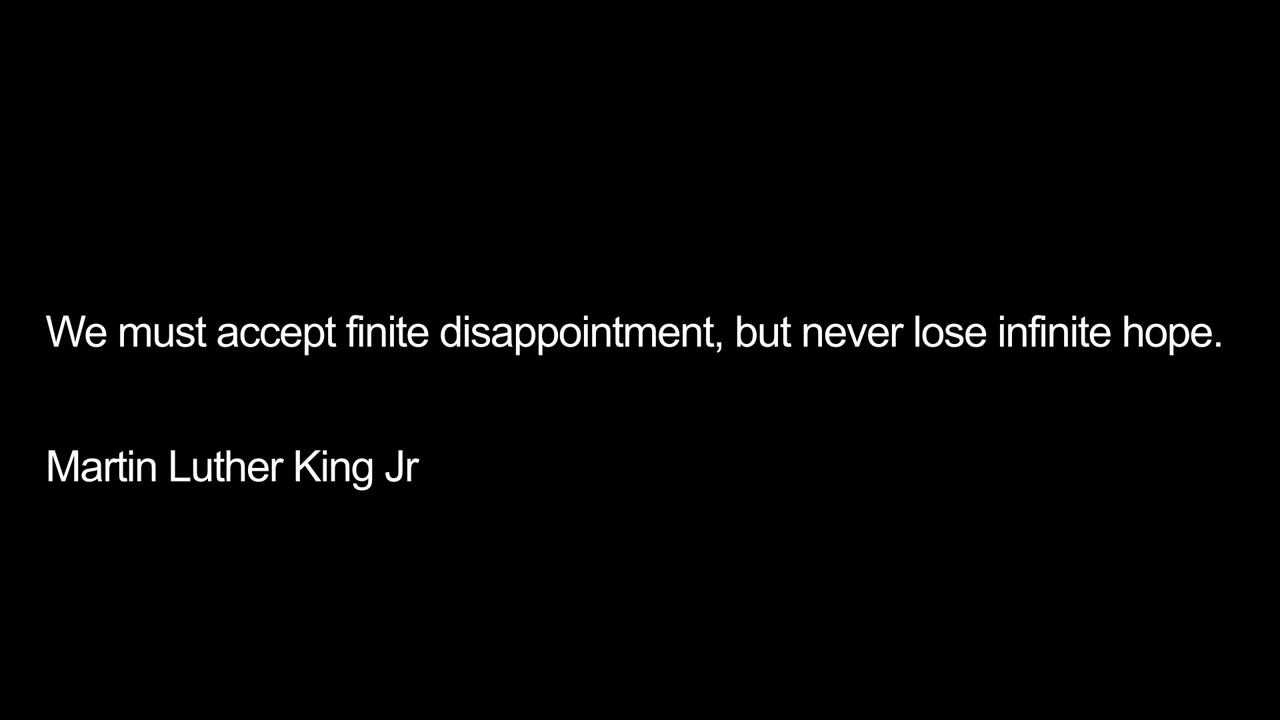 We must accept finite disappointment, but never lose infinite hope.
Martin Luther King Jr